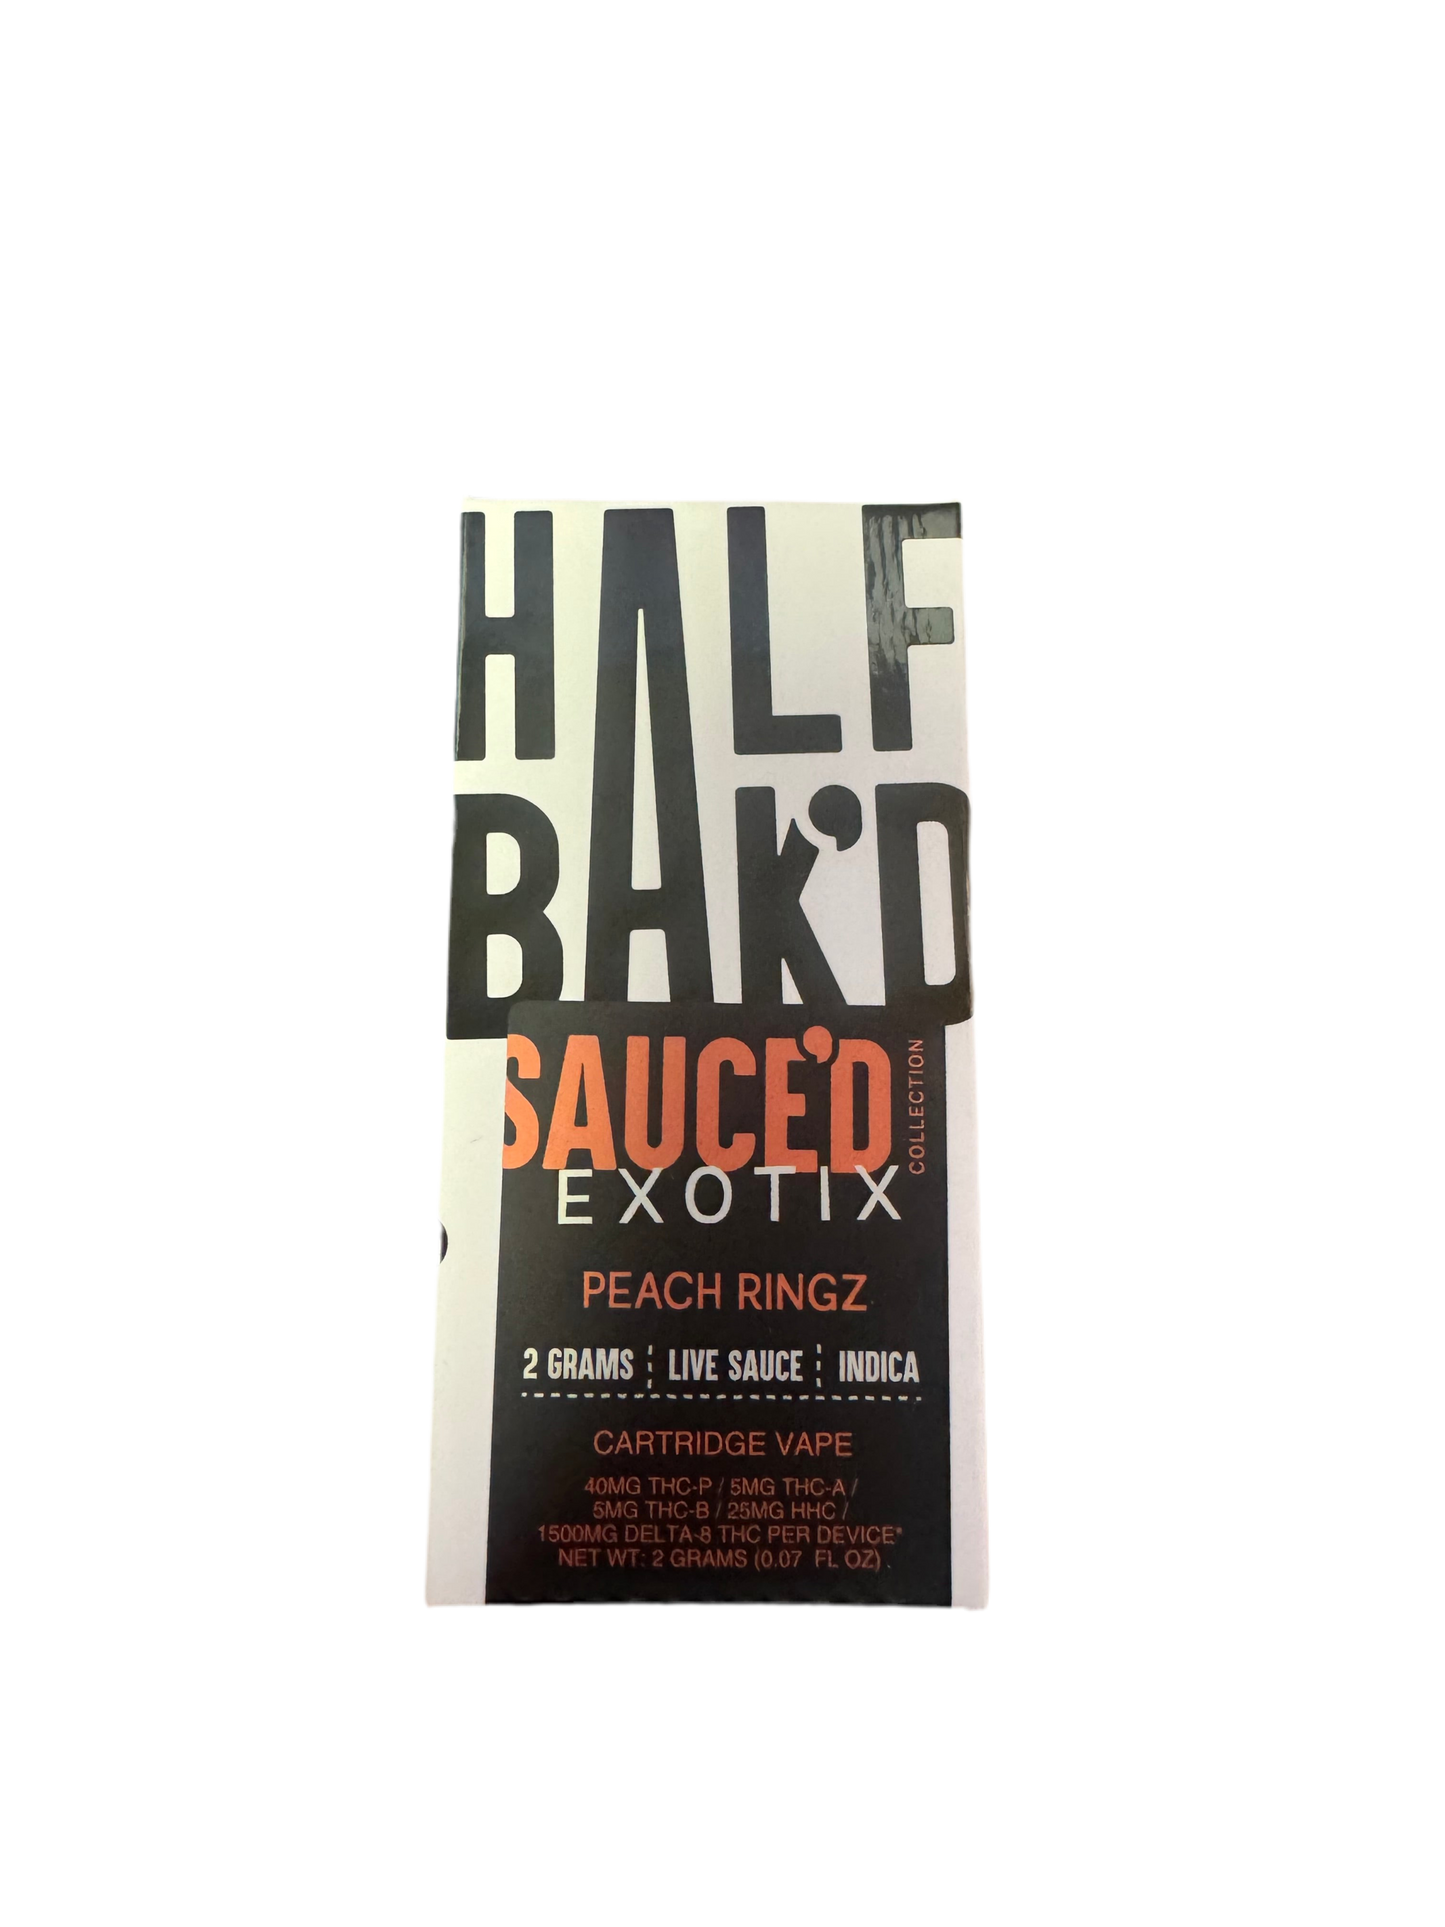 HALF
BAK'D
SAUCE'D
COLLECTION
EXOTIX
PEACH RINGZ
2 GRAMS LIVE SAUCE INDICA
CARTRIDGE VAPE
40MG THC-P / 5MG THC-A /
5MG THC-B / 25MG HHC /
1500MG DELTA-8 THC PER DEVICE*
NET WT: 2 GRAMS (0.07 FL OZ)